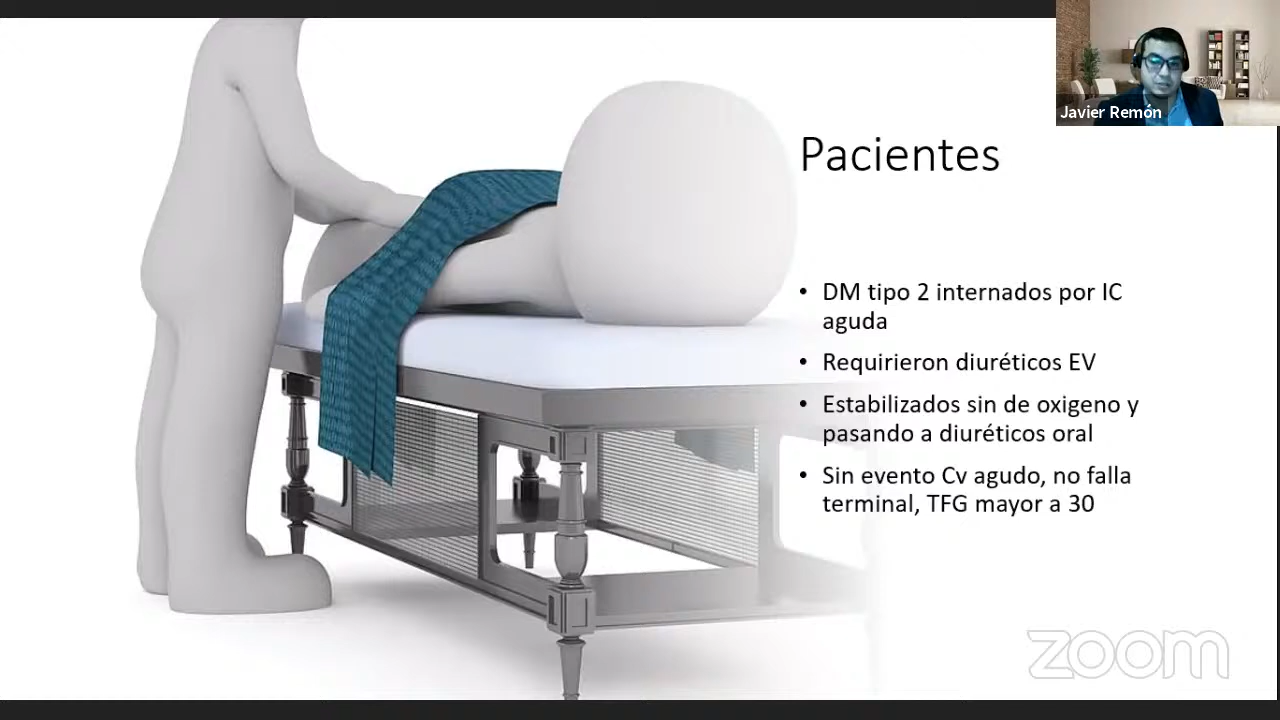 Javier Remón
Pacientes
• DM tipo 2 internados por IC
aguda
• Requirieron diuréticos EV
• Estabilizados sin de oxigeno y
pasando a diuréticos oral
• Sin evento Cv agudo, no falla
terminal, TFG mayor a 30
zoom